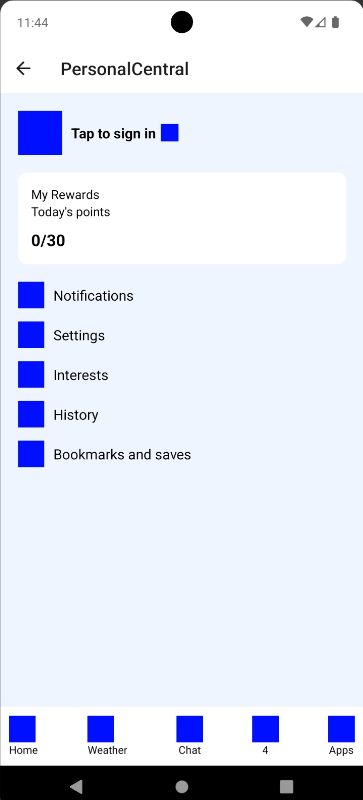 11:44
PersonalCentral
Tap to sign in
My Rewards
Today's points
0/30
Notifications
Settings
Interests
History
Bookmarks and saves
Home Weather Chat 4 Apps